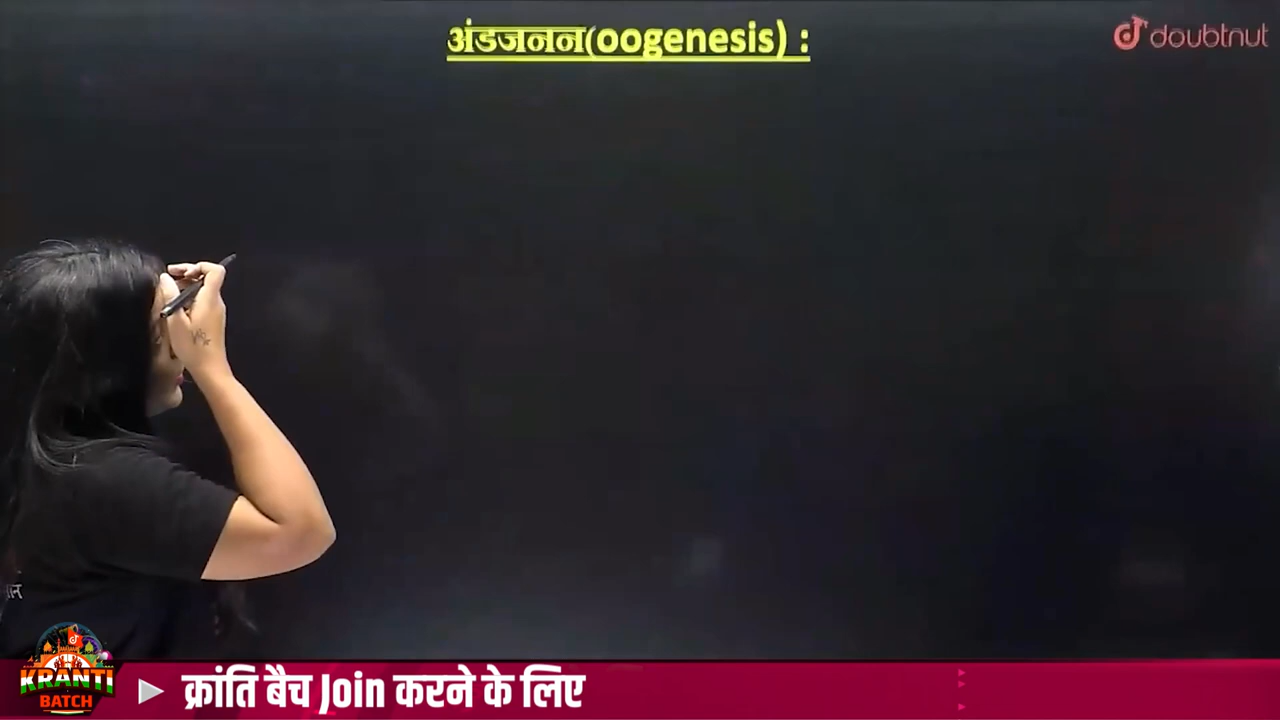 अंडजनन(oogenesis) :
doubtnut
KRANTI
BATCH
क्रांति बैच Join करने के लिए